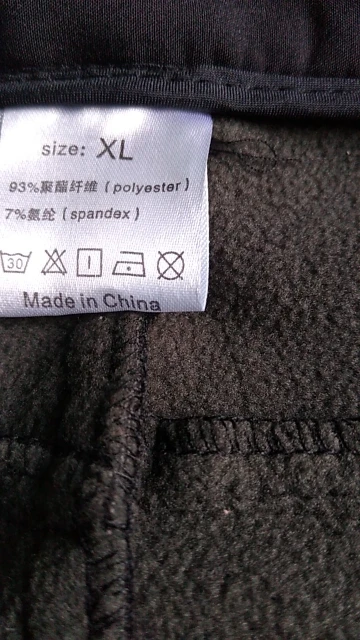 size: XL
93%聚酯纤维 (polyester)
7%氨纶 (spandex)
30
Made in China